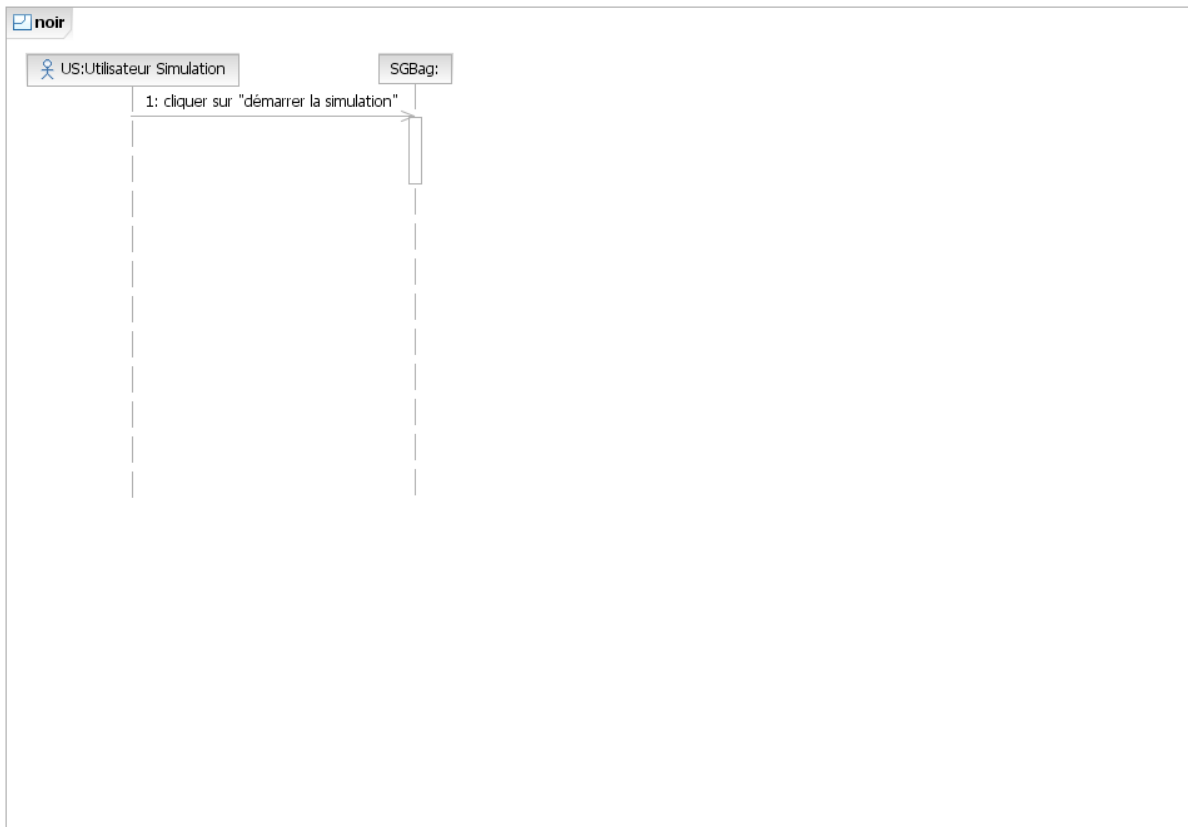 noir
US:Utilisateur Simulation
SGBag:
1: cliquer sur "démarrer la simulation"